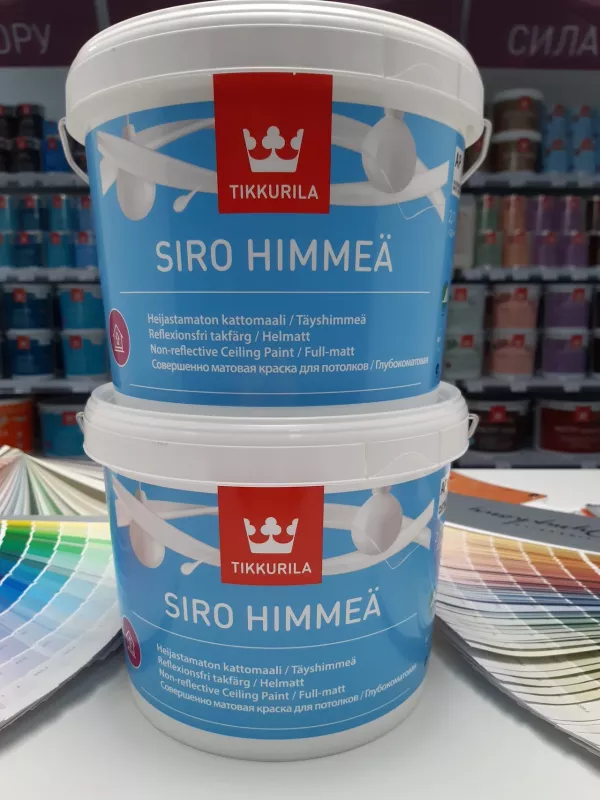 ОРУ
СИЛА
TIKKURILA
SIRO HIMMEÄ
Heijastamaton kattomaali / Täyshimmeä
Reflexionsfri takfärg / Helmatt
Non-reflective Ceiling Paint / Full-matt
Совершенно матовая краска для потолков / Глубокоматовая
TIKKURILA
SIRO HIMMEÄ
Heijastamaton kattomaali / Täyshimmeä
Reflexionsfri takfärg / Helmatt
Non-reflective Ceiling Paint / Full-matt
Совершенно матовая краска для потолков / Глубокоматовая